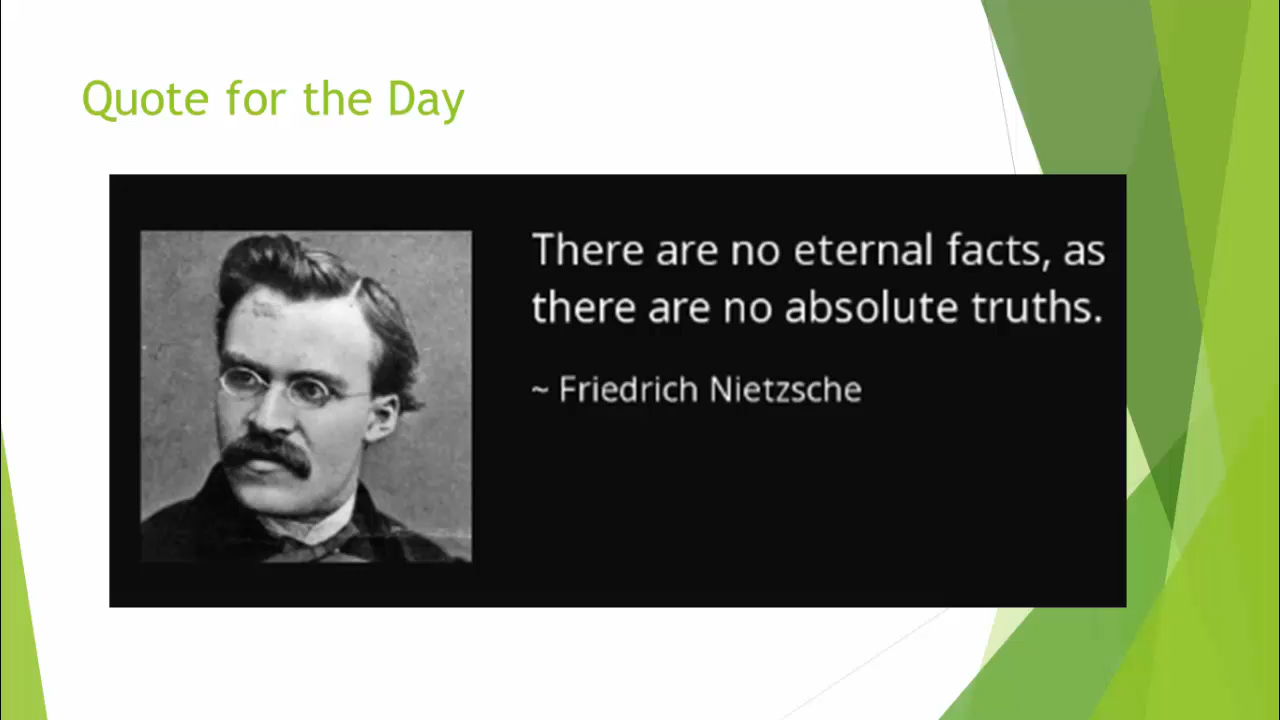 Quote for the Day
There are no eternal facts, as
there are no absolute truths.
~ Friedrich Nietzsche